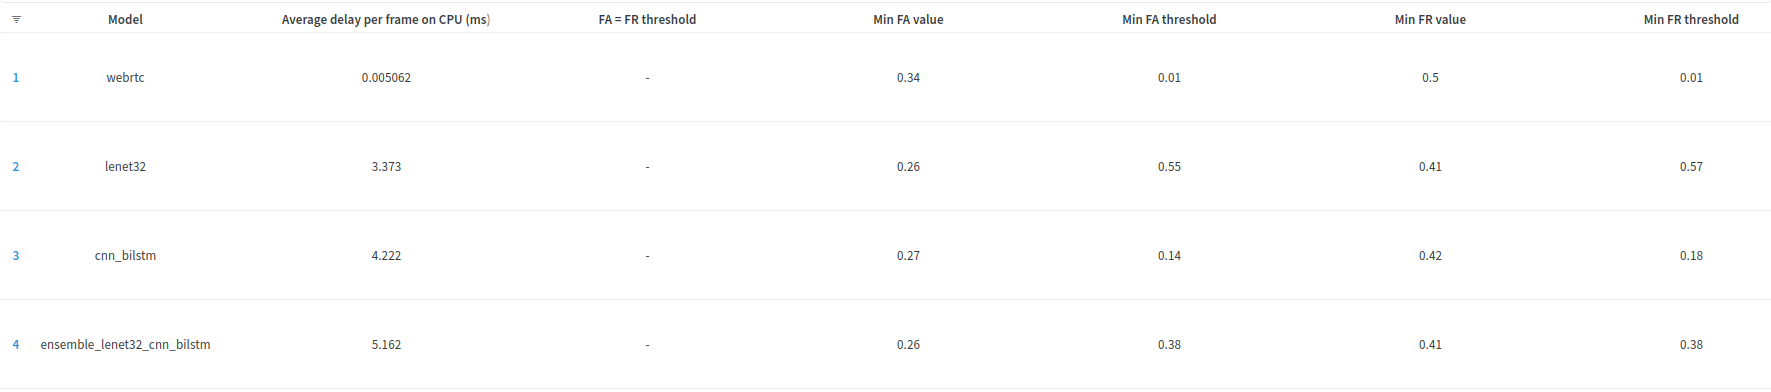 Model Average delay per frame on CPU (ms) FA = FR threshold Min FA value Min FA threshold Min FR value Min FR threshold
1 webrtc 0.005062 - 0.34 0.01 0.5 0.01
2 lenet32 3.373 - 0.26 0.55 0.41 0.57
3 cnn_bilstm 4.222 - 0.27 0.14 0.42 0.18
4 ensemble_lenet32_cnn_bilstm 5.162 - 0.26 0.38 0.41 0.38